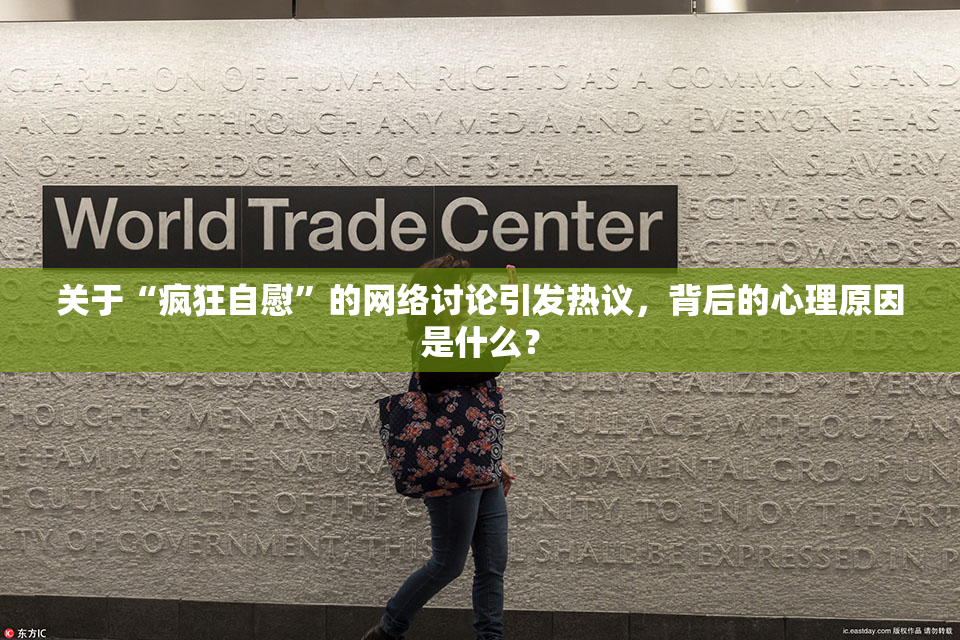 CLARATION OF HUMAN RIGHTS AS A COMMON STAND
AND IDEAS THROUGH ANY MEDIA AND EVERYONE HAS T
N OF THIS PLEDGE NO ONE SHALL BE HELD IN SLAVERY
World Trade Center
ECTIVE RECOGN
ACT TOWARDS O
关于“疯狂自慰”的网络讨论引发热议，背后的心理原因
是什么？
DECLARATION FULLY REALIZED EVERYO
THOUGHT MEN AND OF FULL AGE WITHO
E FAMILY IS THE NATURA FUNDAMENTAL GROUP
E CULTURAL LIFE OF THE COMMUNITY, TO ENJOY THE ART
TY OF GOVERNMENT; THIS SHALL BE EXPRESSED IN P
东方IC
ic.eastday.com 版权作品 请勿转载